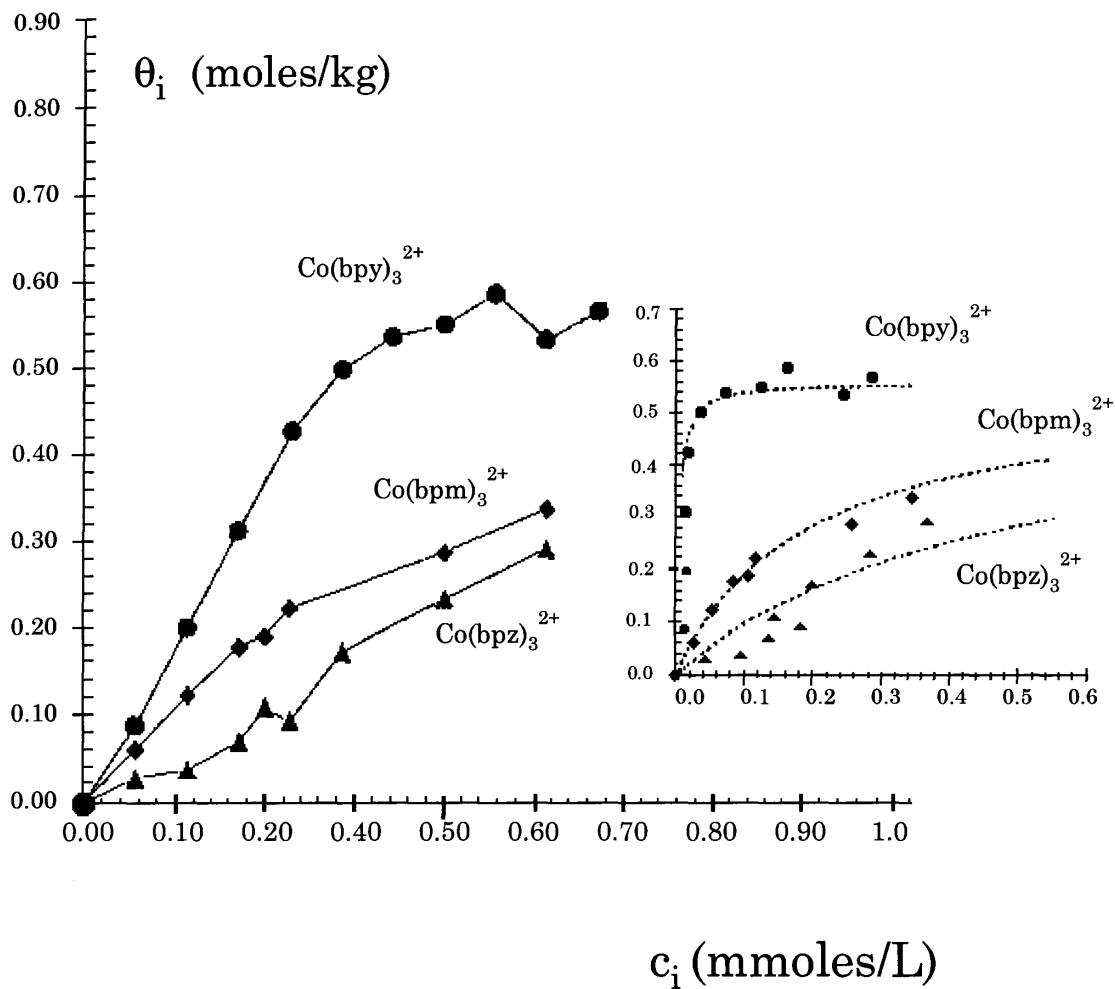 0.90
θi (moles/kg)
0.80
0.70
0.60
0.50
0.40
0.30
0.20
0.10
0.00
Co(bpy)3 2+
Co(bpm)3 2+
Co(bpz)3 2+
0.00 0.10 0.20 0.50 0.60 0.70 0.80 0.90 1.0
0.7
0.6
0.5
0.4
0.3
0.2
0.1
0.0
Co(bpy)3 2+
Co(bpm)3 2+
Co(bpz)3 2+
0.0 0.1 0.2 0.3 0.4 0.5 0.6
ci (mmoles/L)